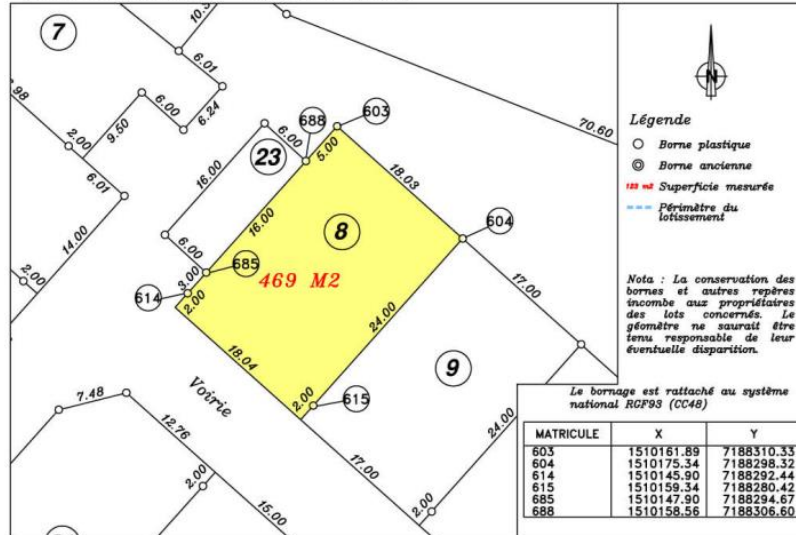 7
10.3
6.01
6.00
6.24
9.50
2.00
6.01
.98
14.00
2.00
70.60
688
603
6.00
5.00
23
18.03
16.00
16.00
8
604
6.00
685
3.00
614
2.00
469 M2
24.00
17.00
18.04
9
Voirie
2.00
615
24.00
7.48
12.76
17.00
2.00
2.00
15.00
N
Légende
Borne plastique
Borne ancienne
123 m2 Superficie mesurée
Périmètre du
lotissement
Nota : La conservation des
bornes et autres repères
incombe aux propriétaires
des lots concernés. Le
géomètre ne saurait être
tenu responsable de leur
éventuelle disparition.
Le bornage est rattaché au système
national RGF93 (CC48)
MATRICULE X Y
603 1510161.89 7188310.33
604 1510175.34 7188298.32
614 1510145.90 7188292.44
615 1510159.34 7188280.42
685 1510147.90 7188294.67
688 1510158.56 7188306.60